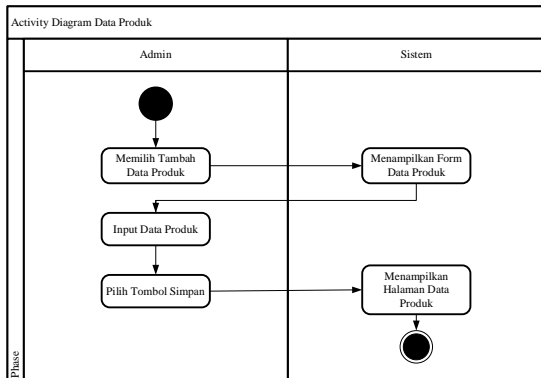 Activity Diagram Data Produk
Admin
Sistem
Memilih Tambah
Data Produk
Menampilkan Form
Data Produk
Input Data Produk
Pilih Tombol Simpan
Menampilkan
Halaman Data
Produk
Phase